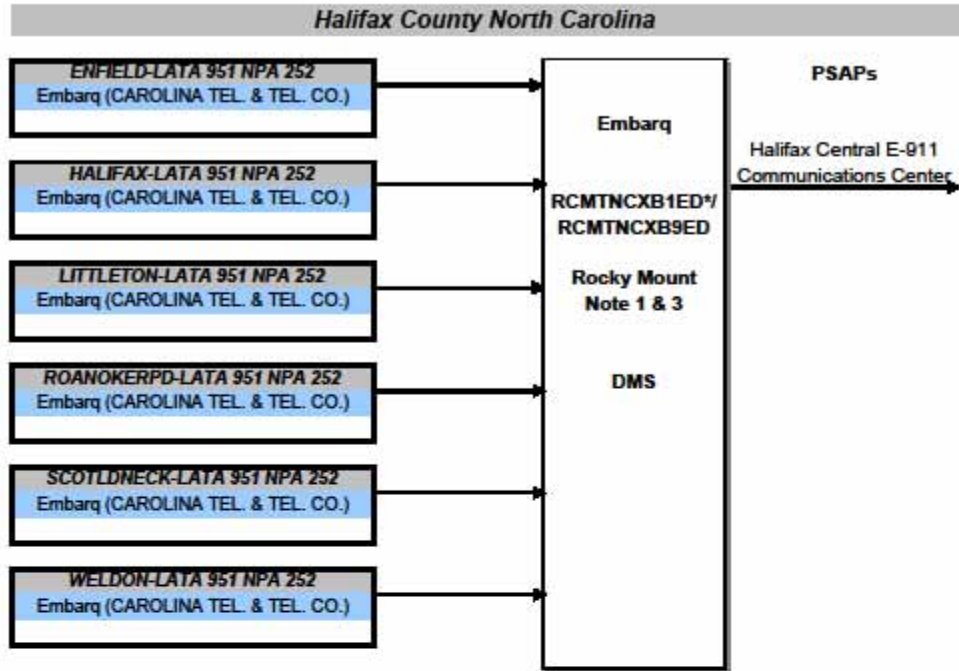 Halifax County North Carolina
ENFIELD-LATA 951 NPA 252
Embarq (CAROLINA TEL. & TEL. CO.)
HALIFAX-LATA 951 NPA 252
Embarq (CAROLINA TEL. & TEL. CO.)
LITTLETON-LATA 951 NPA 252
Embarq (CAROLINA TEL. & TEL. CO.)
ROANOKERPD-LATA 951 NPA 252
Embarq (CAROLINA TEL. & TEL. CO.)
SCOTLDNECK-LATA 951 NPA 252
Embarq (CAROLINA TEL. & TEL. CO.)
WELDON-LATA 951 NPA 252
Embarq (CAROLINA TEL. & TEL. CO.)
Embarq
RCMTNCXB1ED*/
RCMTNCXB9ED
Rocky Mount
Note 1 & 3
DMS
PSAPs
Halifax Central E-911
Communications Center